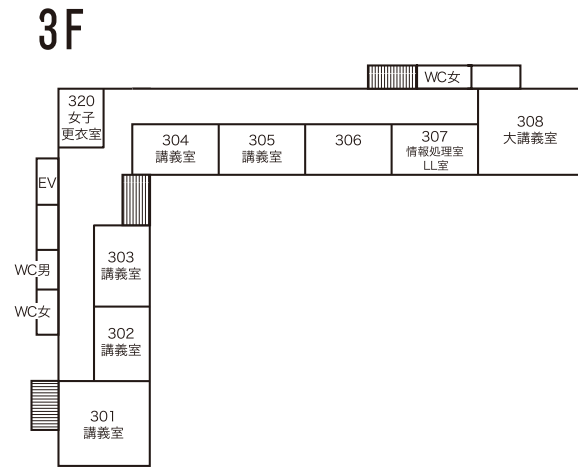 3F
WC女
320
女子
更衣室
308
大講義室
304
講義室
305
講義室
306
307
情報処理室
LL室
EV
303
講義室
WC男
WC女
302
講義室
301
講義室